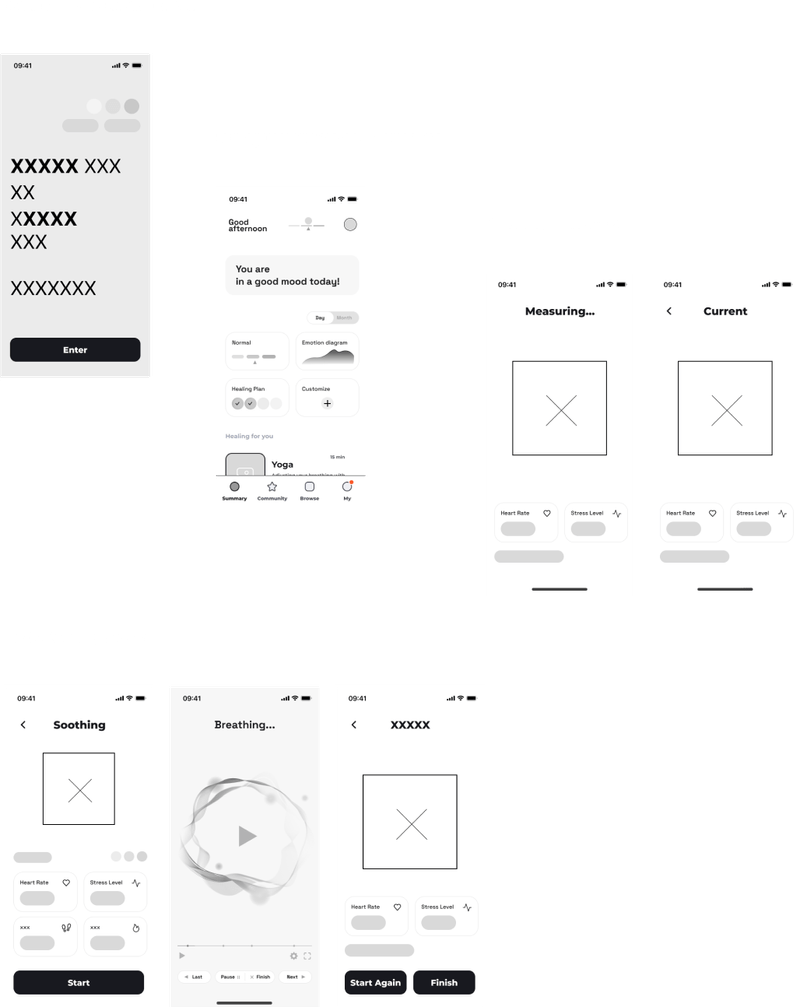 09:41
XXXXX XXX
XX
XXXXX
XXX
XXXXXXX
Enter
09:41
Good
afternoon
You are
in a good mood today!
Day Month
Normal
Emotion diagram
Healing Plan
Customize
Healing for you
15 min
Yoga
Adjusting your breathing with
Summary Community Browse My
09:41
Measuring...
Heart Rate Stress Level
09:41
Current
Heart Rate Stress Level
09:41
Soothing
Heart Rate Stress Level
xxx xxx
Start
09:41
Breathing...
Last Pause Finish Next
09:41
XXXXX
Heart Rate Stress Level
Start Again Finish